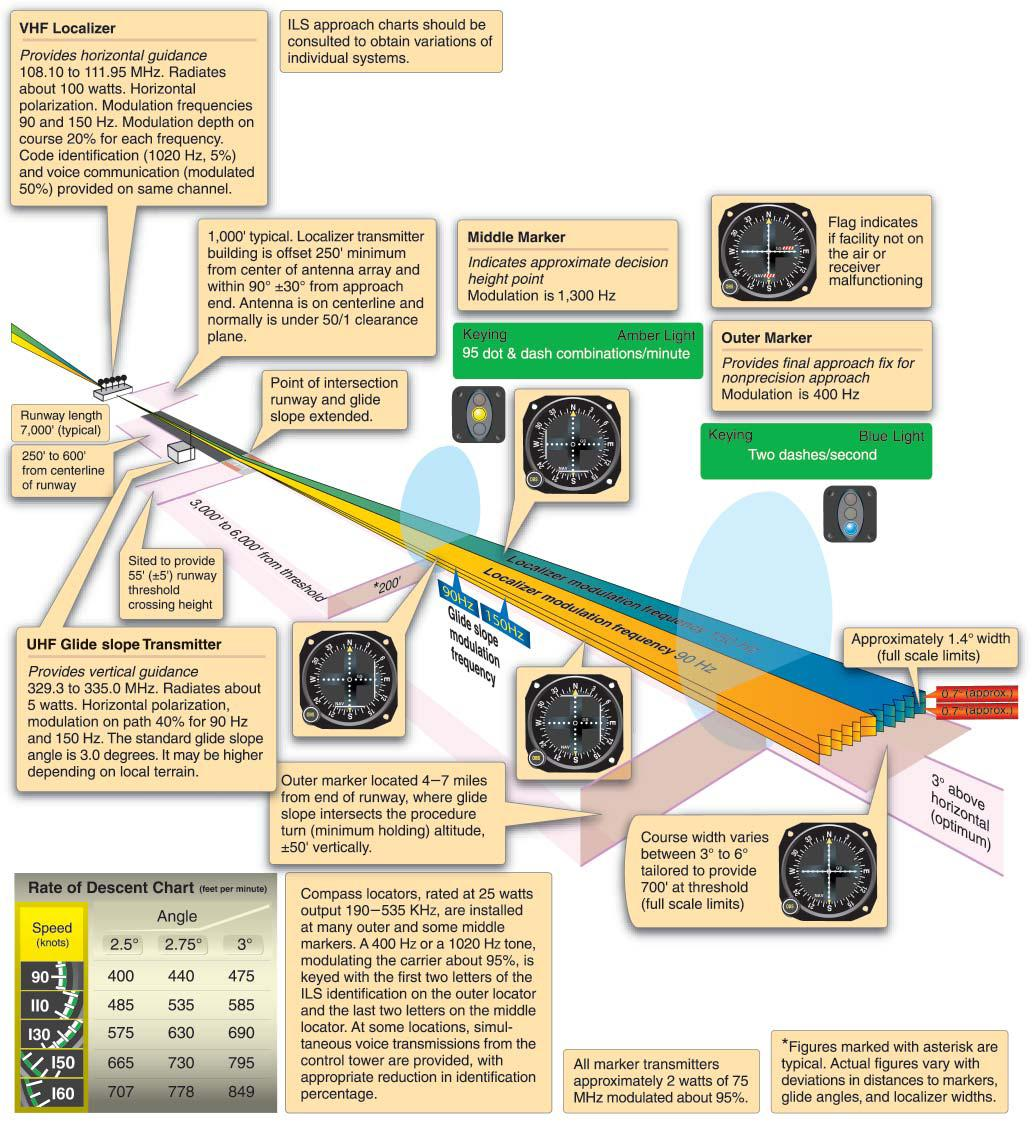 VHF Localizer
Provides horizontal guidance
108.10 to 111.95 MHz. Radiates
about 100 watts. Horizontal
polarization. Modulation frequencies
90 and 150 Hz. Modulation depth on
course 20% for each frequency.
Code identification (1020 Hz, 5%)
and voice communication (modulated
50%) provided on same channel.
ILS approach charts should be
consulted to obtain variations of
individual systems.
1,000' typical. Localizer transmitter
building is offset 250' minimum
from center of antenna array and
within 90° ±30° from approach
end. Antenna is on centerline and
normally is under 50/1 clearance
plane.
Middle Marker
Indicates approximate decision
height point
Modulation is 1,300 Hz
Keying Amber Light
95 dot & dash combinations/minute
Flag indicates
if facility not on
the air or
receiver
malfunctioning
Outer Marker
Provides final approach fix for
nonprecision approach
Modulation is 400 Hz
Keying Blue Light
Two dashes/second
Point of intersection
runway and glide
slope extended.
Runway length
7,000' (typical)
250' to 600'
from centerline
of runway
Sited to provide
55' (±5') runway
threshold
crossing height
3,000' to 6,000' from threshold
*200'
90Hz 150Hz
Glide slope
modulation
frequency
Localizer modulation frequency 150 Hz
Localizer modulation frequency 90 Hz
Approximately 1.4° width
(full scale limits)
0.7° (approx.)
0.7° (approx.)
UHF Glide slope Transmitter
Provides vertical guidance
329.3 to 335.0 MHz. Radiates about
5 watts. Horizontal polarization,
modulation on path 40% for 90 Hz
and 150 Hz. The standard glide slope
angle is 3.0 degrees. It may be higher
depending on local terrain.
Outer marker located 4–7 miles
from end of runway, where glide
slope intersects the procedure
turn (minimum holding) altitude,
±50' vertically.
3° above
horizontal
(optimum)
Course width varies
between 3° to 6°
tailored to provide
700' at threshold
(full scale limits)
Rate of Descent Chart (feet per minute)
Speed
(knots)
Angle
2.5° 2.75° 3°
90 400 440 475
110 485 535 585
130 575 630 690
150 665 730 795
160 707 778 849
Compass locators, rated at 25 watts
output 190–535 KHz, are installed
at many outer and some middle
markers. A 400 Hz or a 1020 Hz tone,
modulating the carrier about 95%, is
keyed with the first two letters of the
ILS identification on the outer locator
and the last two letters on the middle
locator. At some locations, simul-
taneous voice transmissions from the
control tower are provided, with
appropriate reduction in identification
percentage.
All marker transmitters
approximately 2 watts of 75
MHz modulated about 95%.
*Figures marked with asterisk are
typical. Actual figures vary with
deviations in distances to markers,
glide angles, and localizer widths.